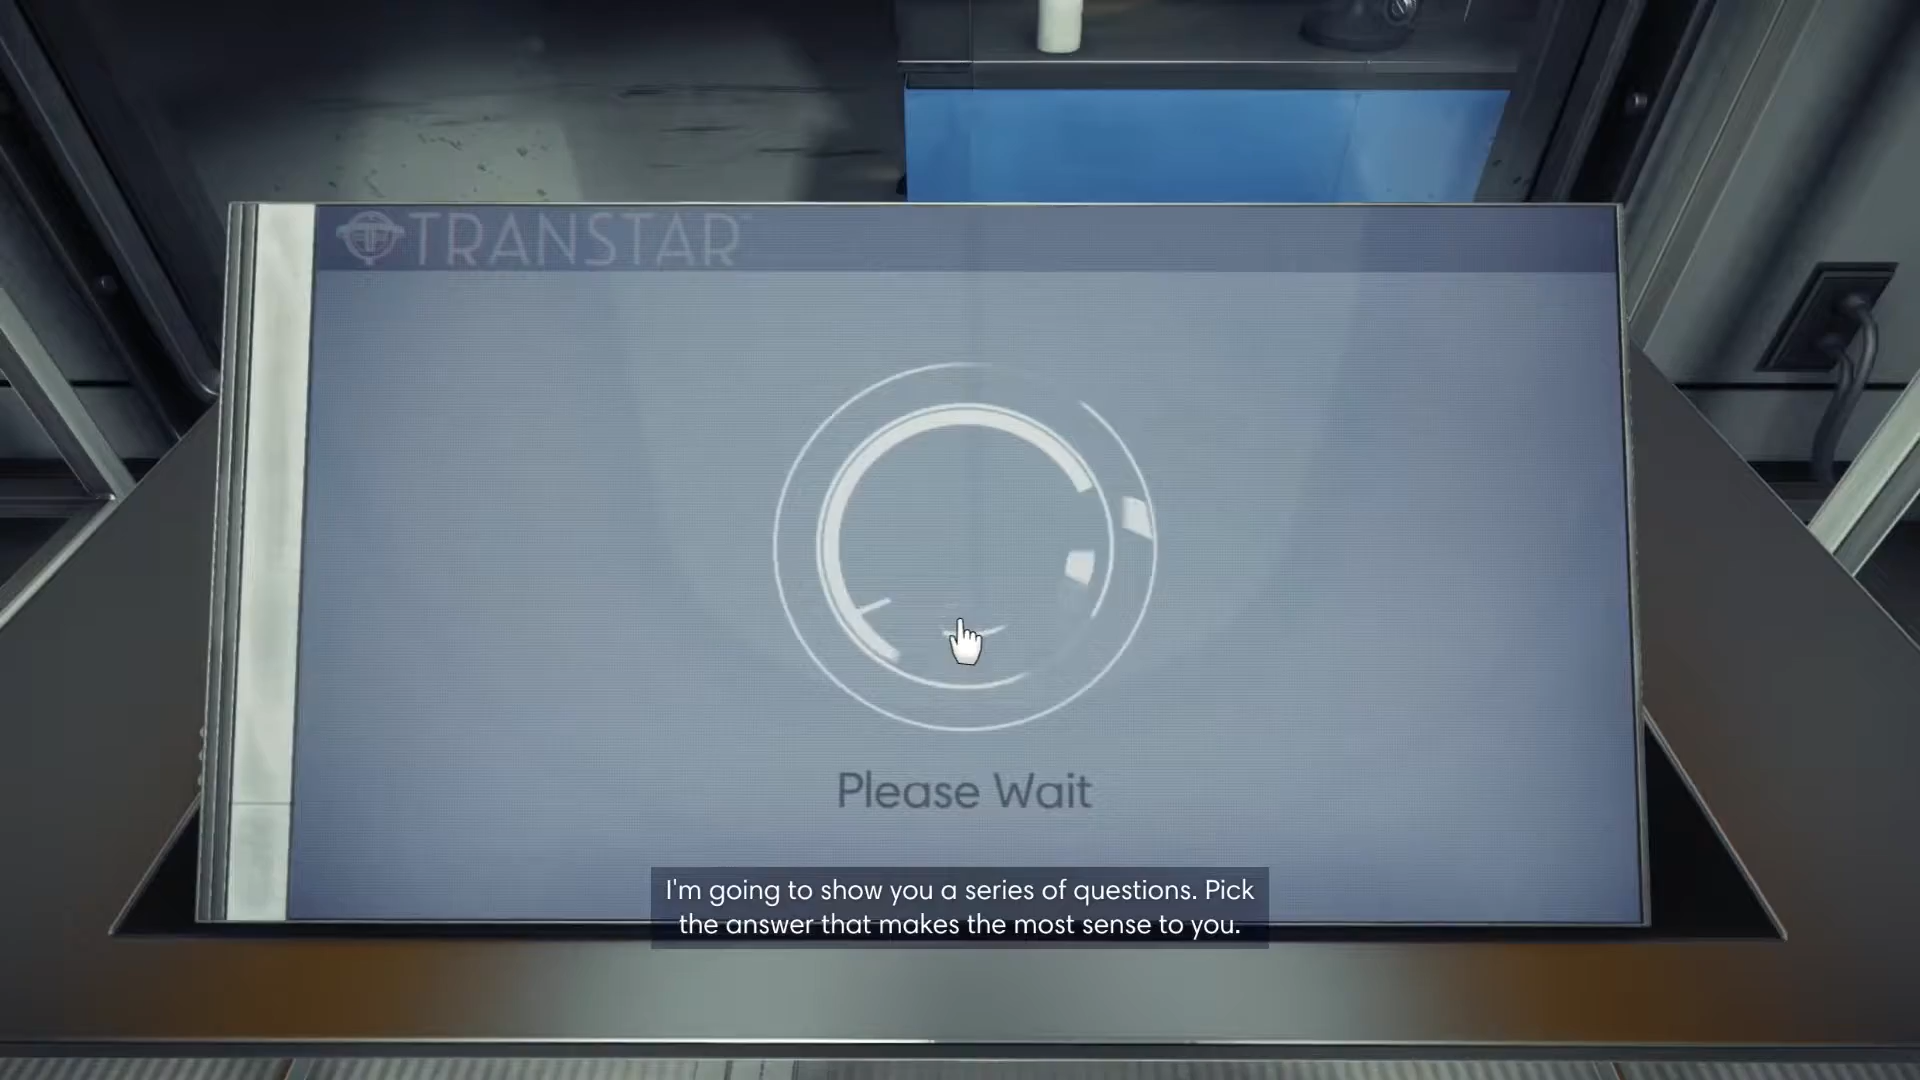 TRANSTAR
Please Wait
I'm going to show you a series of questions. Pick
the answer that makes the most sense to you.